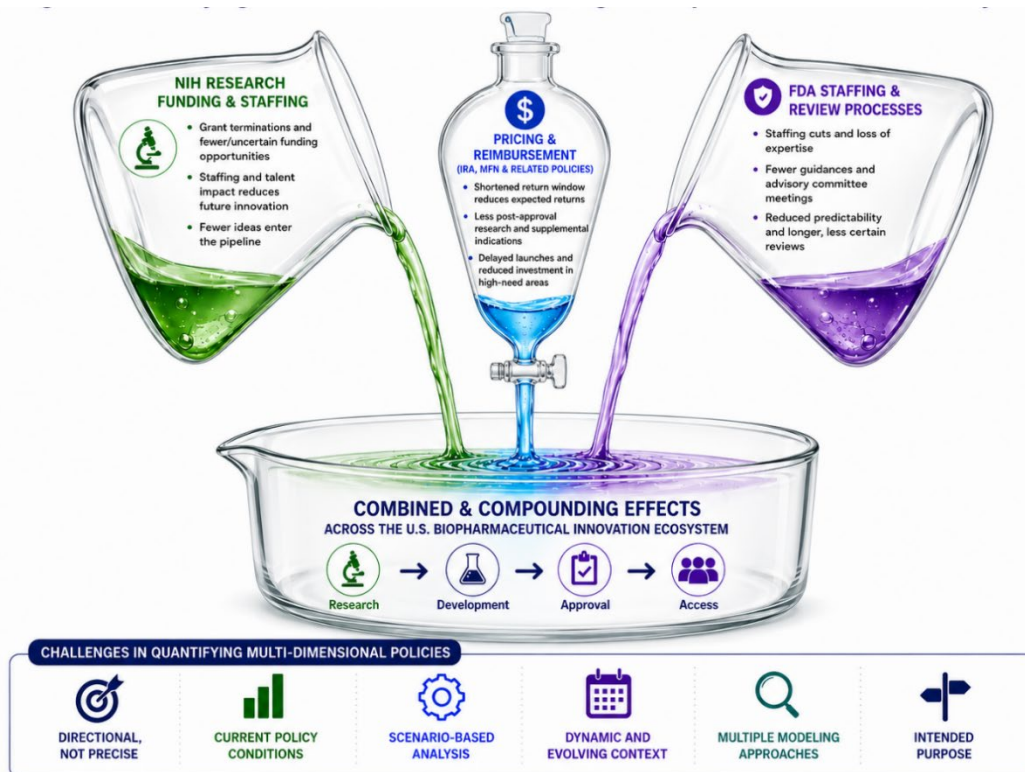 NIH RESEARCH
FUNDING & STAFFING
• Grant terminations and
fewer/uncertain funding
opportunities
• Staffing and talent
impact reduces
future innovation
• Fewer ideas enter
the pipeline
$
PRICING &
REIMBURSEMENT
(IRA, MFN & RELATED POLICIES)
• Shortened return window
reduces expected returns
• Less post-approval
research and supplemental
indications
• Delayed launches and
reduced investment in
high-need areas
FDA STAFFING &
REVIEW PROCESSES
• Staffing cuts and loss of
expertise
• Fewer guidances and
advisory committee
meetings
• Reduced predictability
and longer, less certain
reviews
COMBINED & COMPOUNDING EFFECTS
ACROSS THE U.S. BIOPHARMACEUTICAL INNOVATION ECOSYSTEM
Research
Development
Approval
Access
CHALLENGES IN QUANTIFYING MULTI-DIMENSIONAL POLICIES
DIRECTIONAL,
NOT PRECISE
CURRENT POLICY
CONDITIONS
SCENARIO-BASED
ANALYSIS
DYNAMIC AND
EVOLVING CONTEXT
MULTIPLE MODELING
APPROACHES
INTENDED
PURPOSE